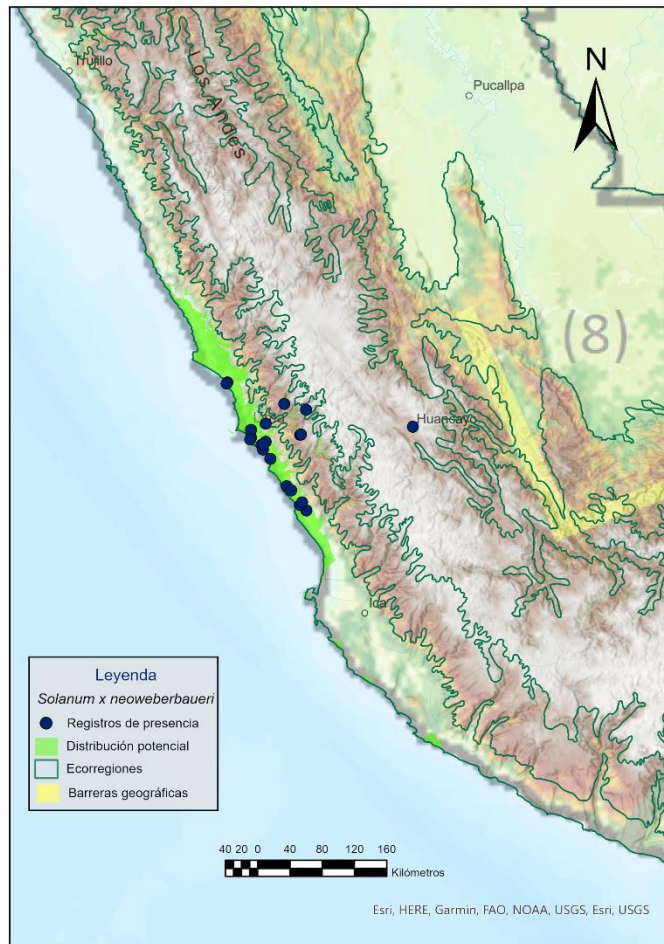 Trujillo
Los Andes
Pucallpa
N
(8)
Huancayo
Ica
Leyenda
Solanum x neoweberbaueri
Registros de presencia
Distribución potencial
Ecorregiones
Barreras geográficas
40 20 0 40 80 120 160
Kilómetros
Esri, HERE, Garmin, FAO, NOAA, USGS, Esri, USGS